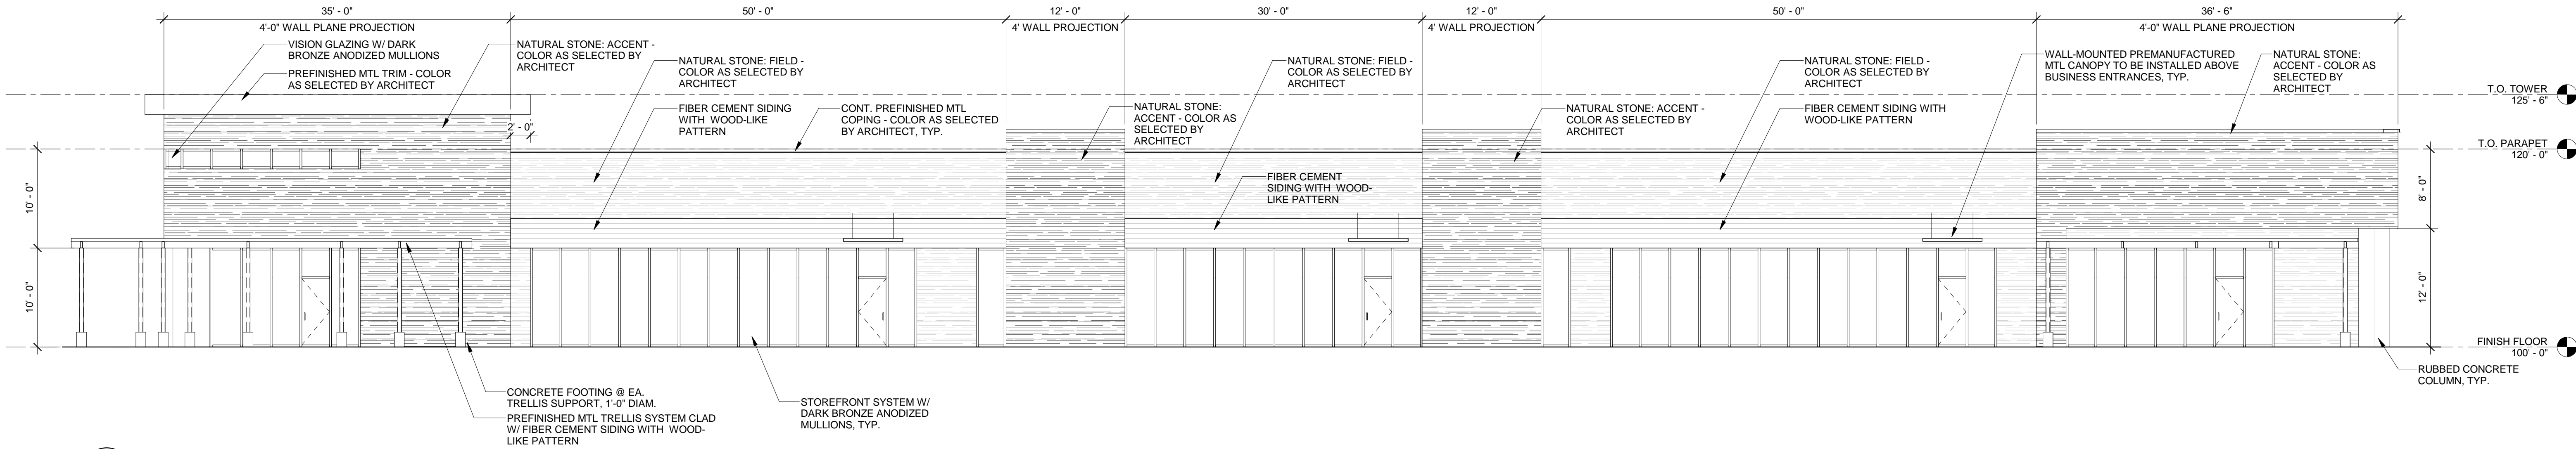 35' - 0"
50' - 0"
12' - 0"
30' - 0"
12' - 0"
50' - 0"
36' - 6"
4'-0" WALL PLANE PROJECTION
4' WALL PROJECTION
4' WALL PROJECTION
4'-0" WALL PLANE PROJECTION
VISION GLAZING W/ DARK
BRONZE ANODIZED MULLIONS
PREFINISHED MTL TRIM - COLOR
AS SELECTED BY ARCHITECT
NATURAL STONE: ACCENT -
COLOR AS SELECTED BY
ARCHITECT
NATURAL STONE: FIELD -
COLOR AS SELECTED BY
ARCHITECT
FIBER CEMENT SIDING
WITH WOOD-LIKE
PATTERN
CONT. PREFINISHED MTL
COPING - COLOR AS SELECTED
BY ARCHITECT, TYP.
NATURAL STONE:
ACCENT - COLOR AS
SELECTED BY
ARCHITECT
NATURAL STONE: FIELD -
COLOR AS SELECTED BY
ARCHITECT
FIBER CEMENT
SIDING WITH WOOD-
LIKE PATTERN
NATURAL STONE: ACCENT -
COLOR AS SELECTED BY
ARCHITECT
NATURAL STONE: FIELD -
COLOR AS SELECTED BY
ARCHITECT
FIBER CEMENT SIDING WITH
WOOD-LIKE PATTERN
WALL-MOUNTED PREMANUFACTURED
MTL CANOPY TO BE INSTALLED ABOVE
BUSINESS ENTRANCES, TYP.
NATURAL STONE:
ACCENT - COLOR AS
SELECTED BY
ARCHITECT
T.O. TOWER
125' - 6"
T.O. PARAPET
120' - 0"
FINISH FLOOR
100' - 0"
2' - 0"
10' - 0"
10' - 0"
8' - 0"
12' - 0"
CONCRETE FOOTING @ EA.
TRELLIS SUPPORT, 1'-0" DIAM.
PREFINISHED MTL TRELLIS SYSTEM CLAD
W/ FIBER CEMENT SIDING WITH WOOD-
LIKE PATTERN
STOREFRONT SYSTEM W/
DARK BRONZE ANODIZED
MULLIONS, TYP.
RUBBED CONCRETE
COLUMN, TYP.